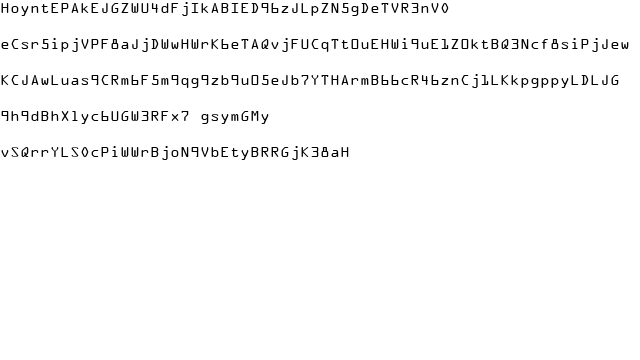 HoyntEPAkEJGZWU4dFjIkABIED96zJLpZN5gDeTVR3nV0
eCsr5ipjVPF8aJjDWwHWrK6eTAQvjFUCqTtOuEHWi9uE1ZOktBQ3Ncf8siPjJew
KCJAwLuas9CRm6F5m9qg9zb9uO5eJb7YTHArmB66cR46znCj1LKkpgppyLDLJG
9h9dBhX1yc6UGW3RFx7 gsymGMy
vSQrrYLS0cPiWWrBjoN9VbEtyBRRGjK38aH